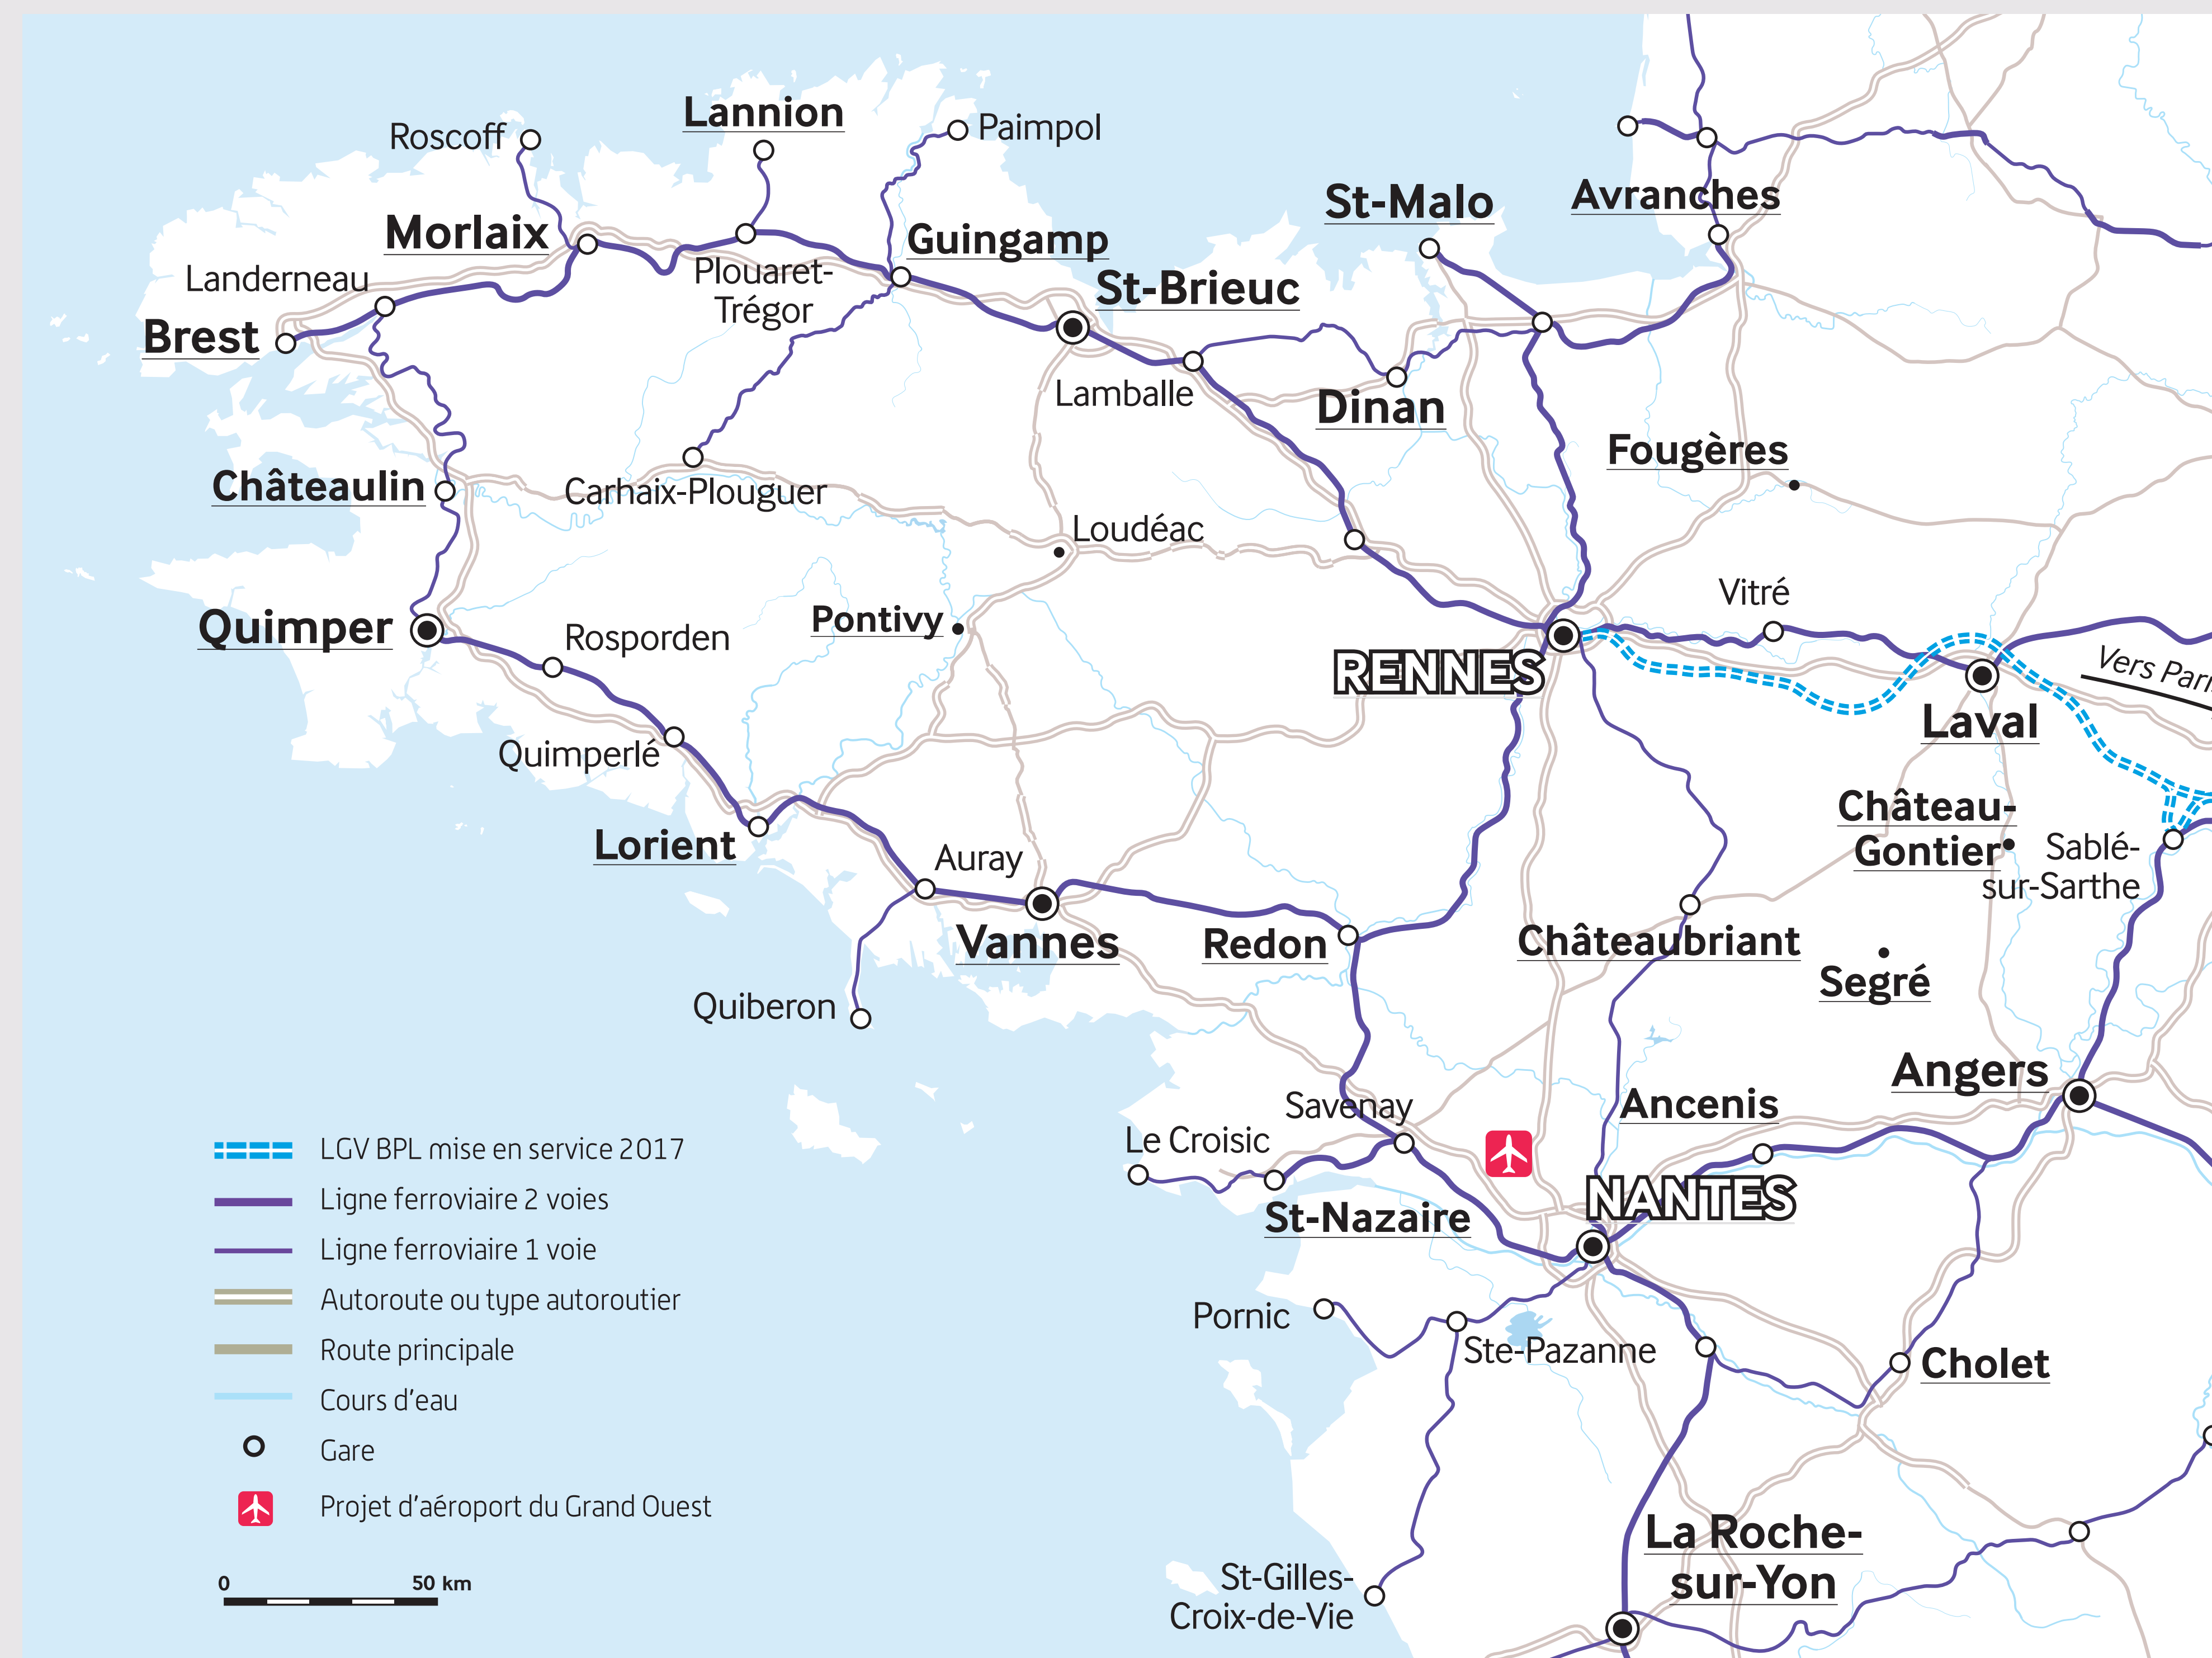 Roscoff
Lannion
Paimpol
Morlaix
Landerneau
Brest
Plouaret-
Trégor
Guingamp
St-Brieuc
St-Malo
Avranches
Lamballe
Dinan
Fougères
Châteaulin
Carhaix-Plouguer
Loudéac
Quimper
Rosporden
Pontivy
Vitré
RENNES
Vers Pari
Laval
Quimperlé
Lorient
Château-
Gontier
Sablé-
sur-Sarthe
Auray
Vannes
Redon
Châteaubriant
Segré
Quiberon
Angers
Savenay
Ancenis
Le Croisic
NANTES
St-Nazaire
Pornic
Ste-Pazanne
Cholet
La Roche-
sur-Yon
St-Gilles-
Croix-de-Vie
LGV BPL mise en service 2017
Ligne ferroviaire 2 voies
Ligne ferroviaire 1 voie
Autoroute ou type autoroutier
Route principale
Cours d'eau
Gare
Projet d'aéroport du Grand Ouest
0 50 km